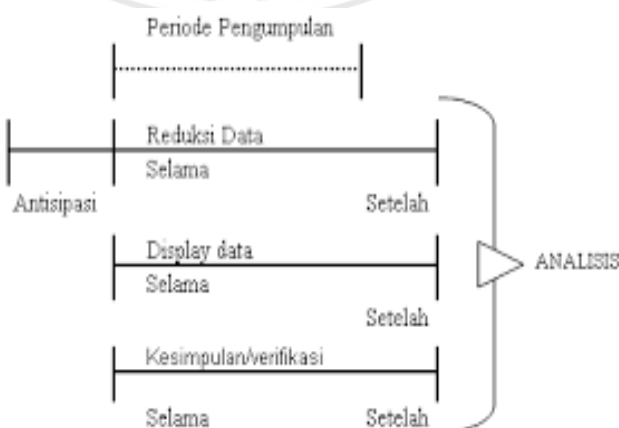 Periode Pengumpulan
Reduksi Data
Selama
Antisipasi
Setelah
Display data
Selama
ANALISIS
Setelah
Kesimpulan/verifikasi
Selama
Setelah